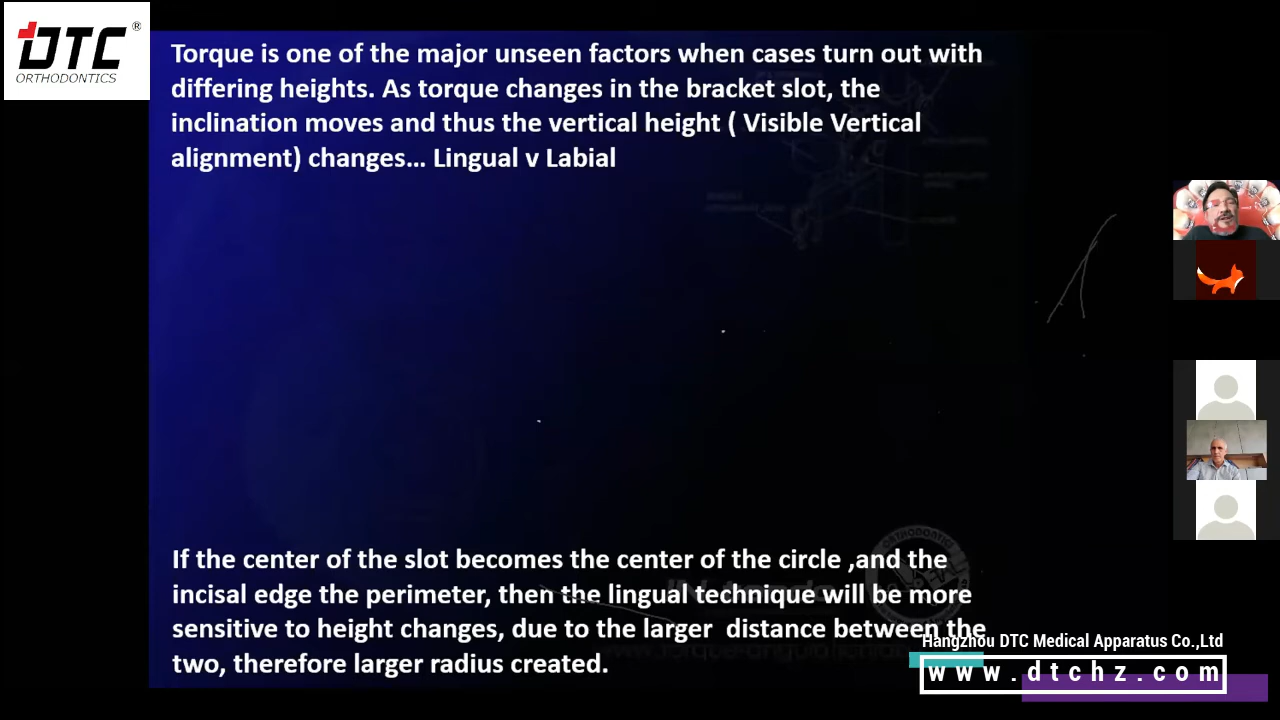 DTC®
ORTHODONTICS
Torque is one of the major unseen factors when cases turn out with
differing heights. As torque changes in the bracket slot, the
inclination moves and thus the vertical height ( Visible Vertical
alignment) changes... Lingual v Labial
If the center of the slot becomes the center of the circle ,and the
incisal edge the perimeter, then the lingual technique will be more
sensitive to height changes, due to the larger distance between the
two, therefore larger radius created.
Hangzhou DTC Medical Apparatus Co.,Ltd
www.dtchz.com